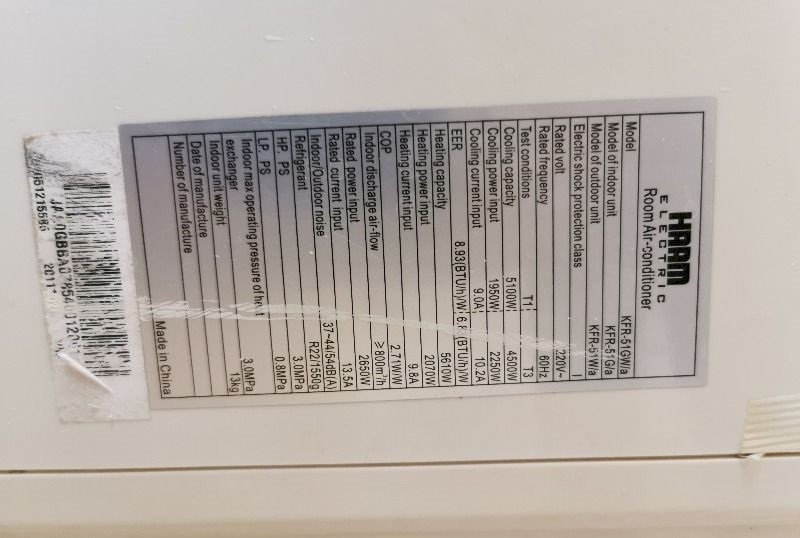 HAAM
ELECTRIC
Room Air-conditioner
Model KFR-51GW/a
Model of indoor unit KFR-51G/a
Model of outdoor unit KFR-51W/a
Electric shock protection class I
Rated volt 220V~
Rated frequency 60Hz
Test conditions T1 T3
Cooling capacity 5100W 4500W
Cooling power input 1950W 2250W
Cooling current input 9.0A 10.2A
EER 8.93(BTU/h)/W (BTU/h)/W
Heating capacity 5610W
Heating power input 2070W
Heating current input 9.8A
COP 2.71W/W
Indoor discharge air-flow ≥800m³/h
Rated power input 2650W
Rated current input 13.5A
Indoor/Outdoor noise 37~44/54dB(A)
Refrigerant R22/1550g
HP PS 3.0MPa
LP PS 0.8MPa
Indoor max operating pressure of heat
exchanger 3.0MPa
Indoor unit weight 13kg
Date of manufacture
Number of manufacture
Made in China